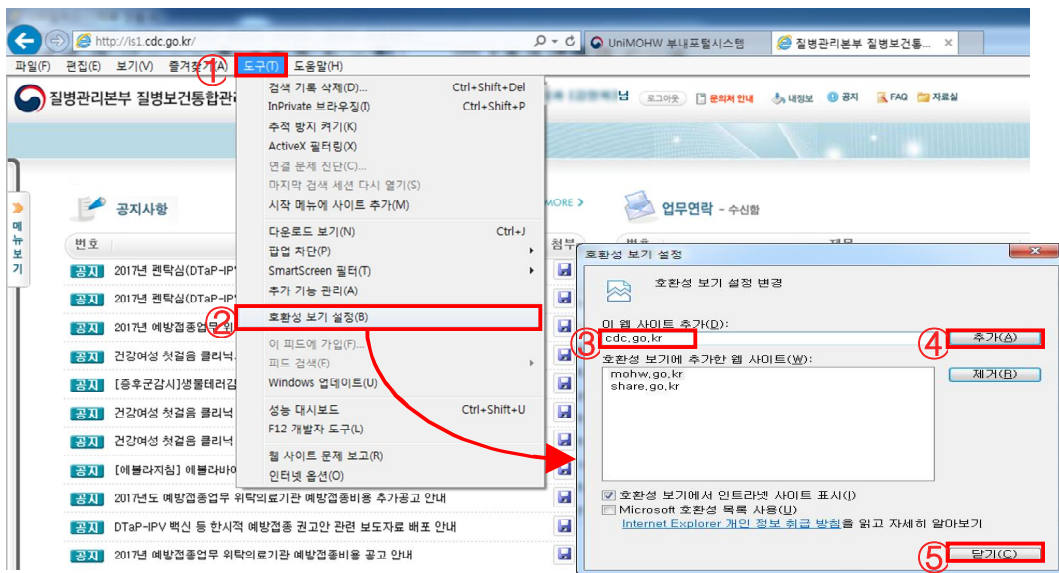 http://is1.cdc.go.kr/
UniMOHW 부내포털시스템
질병관리본부 질병보건통...
파일(F) 편집(E) 보기(V) 즐겨찾기(A) 도구(T) 도움말(H)
①
질병관리본부 질병보건통합관리
님 로그아웃 문의처 안내 내정보 공지 FAQ 자료실
검색 기록 삭제(D)... Ctrl+Shift+Del
InPrivate 브라우징(I) Ctrl+Shift+P
추적 방지 켜기(K)
ActiveX 필터링(X)
연결 문제 진단(C)...
마지막 검색 세션 다시 열기(S)
시작 메뉴에 사이트 추가(M)
다운로드 보기(N) Ctrl+J
팝업 차단(P)
SmartScreen 필터(T)
추가 기능 관리(A)
②
호환성 보기 설정(B)
이 피드에 가입(F)...
피드 검색(F)
Windows 업데이트(U)
성능 대시보드 Ctrl+Shift+U
F12 개발자 도구(L)
웹 사이트 문제 보고(R)
인터넷 옵션(O)
메뉴보기
공지사항
MORE
업무연락 - 수신함
번호 첨부 번호 제목
공지 2017년 펜탁심(DTaP-IP
공지 2017년 펜탁심(DTaP-IP
공지 2017년 예방접종업무 위
공지 건강여성 첫걸음 클리닉
공지 [증후군감시]생물테러감
공지 건강여성 첫걸음 클리닉
공지 건강여성 첫걸음 클리닉
공지 [에볼라지침] 에볼라바이
공지 2017년도 예방접종업무 위탁의료기관 예방접종비용 추가공고 안내
공지 DTaP-IPV 백신 등 한시적 예방접종 권고안 관련 보도자료 배포 안내
공지 2017년 예방접종업무 위탁의료기관 예방접종비용 공고 안내
호환성 보기 설정
호환성 보기 설정 변경
이 웹 사이트 추가(D):
③
cdc.go.kr
④
추가(A)
호환성 보기에 추가한 웹 사이트(W):
mohw.go.kr
share.go.kr
제거(R)
호환성 보기에서 인트라넷 사이트 표시(I)
Microsoft 호환성 목록 사용(U)
Internet Explorer 개인 정보 취급 방침을 읽고 자세히 알아보기
⑤
닫기(C)